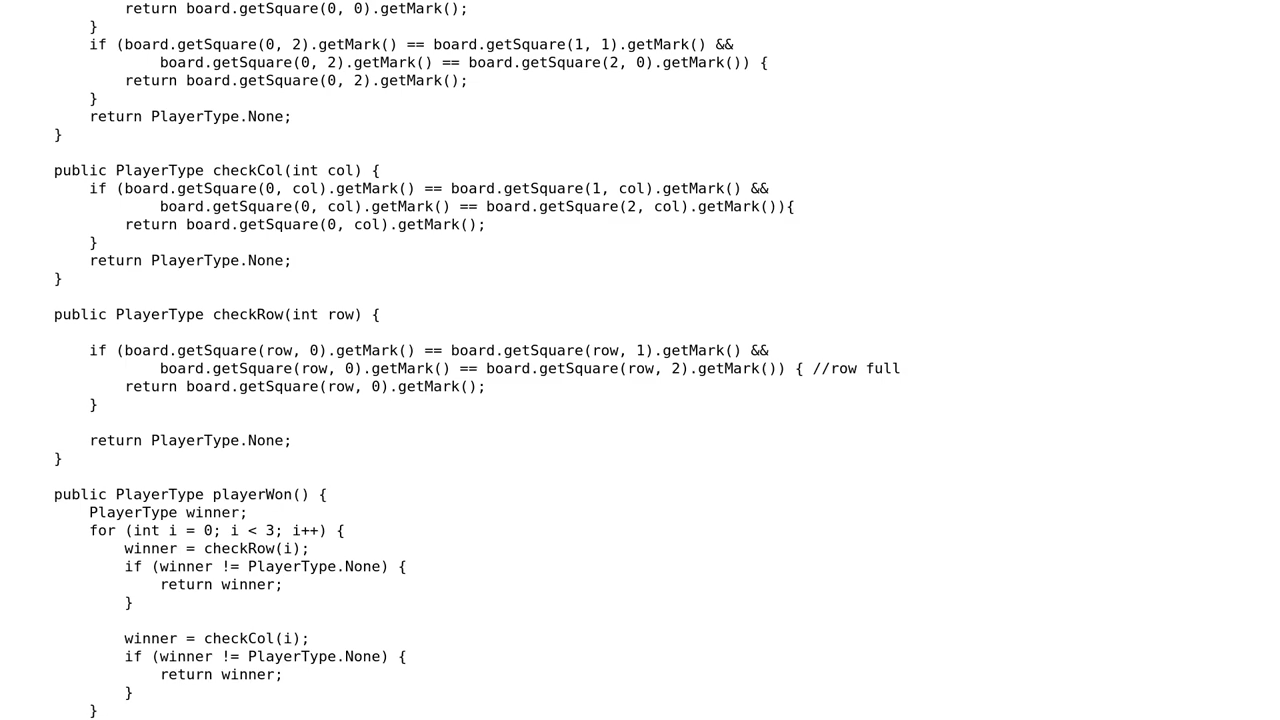 return board.getSquare(0, 0).getMark();
}
if (board.getSquare(0, 2).getMark() == board.getSquare(1, 1).getMark() &&
board.getSquare(0, 2).getMark() == board.getSquare(2, 0).getMark()) {
return board.getSquare(0, 2).getMark();
}
return PlayerType.None;
}
public PlayerType checkCol(int col) {
if (board.getSquare(0, col).getMark() == board.getSquare(1, col).getMark() &&
board.getSquare(0, col).getMark() == board.getSquare(2, col).getMark()){
return board.getSquare(0, col).getMark();
}
return PlayerType.None;
}
public PlayerType checkRow(int row) {
if (board.getSquare(row, 0).getMark() == board.getSquare(row, 1).getMark() &&
board.getSquare(row, 0).getMark() == board.getSquare(row, 2).getMark()) { //row full
return board.getSquare(row, 0).getMark();
}
return PlayerType.None;
}
public PlayerType playerWon() {
PlayerType winner;
for (int i = 0; i < 3; i++) {
winner = checkRow(i);
if (winner != PlayerType.None) {
return winner;
}
winner = checkCol(i);
if (winner != PlayerType.None) {
return winner;
}
}